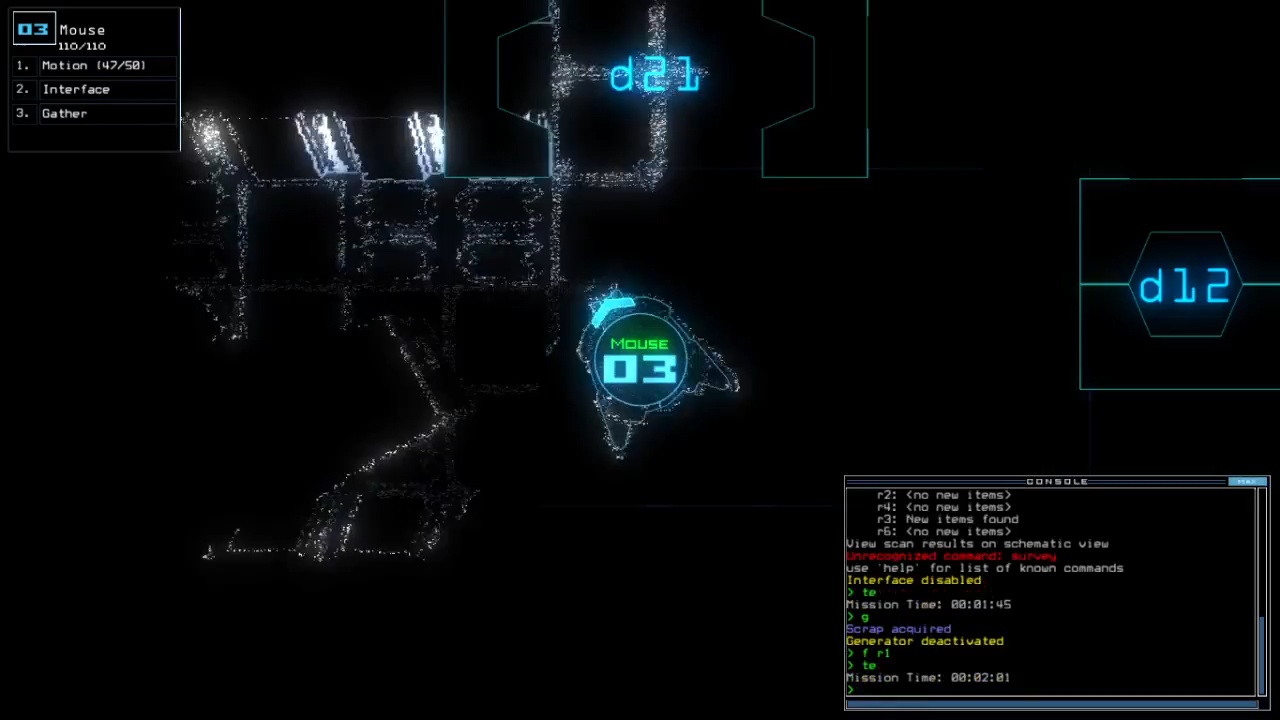 03 Mouse
110/110
1. Motion (47/50)
2. Interface
3. Gather
d21
d12
Mouse
03
CONSOLE
r2: <no new items>
r4: <no new items>
r3: New items found
r6: <no new items>
View scan results on schematic view
Unrecognized command: survey
use 'help' for list of known commands
Interface disabled
> te
Mission Time: 00:01:45
> g
Scrap acquired
Generator deactivated
> f r1
> te
Mission Time: 00:02:01
>